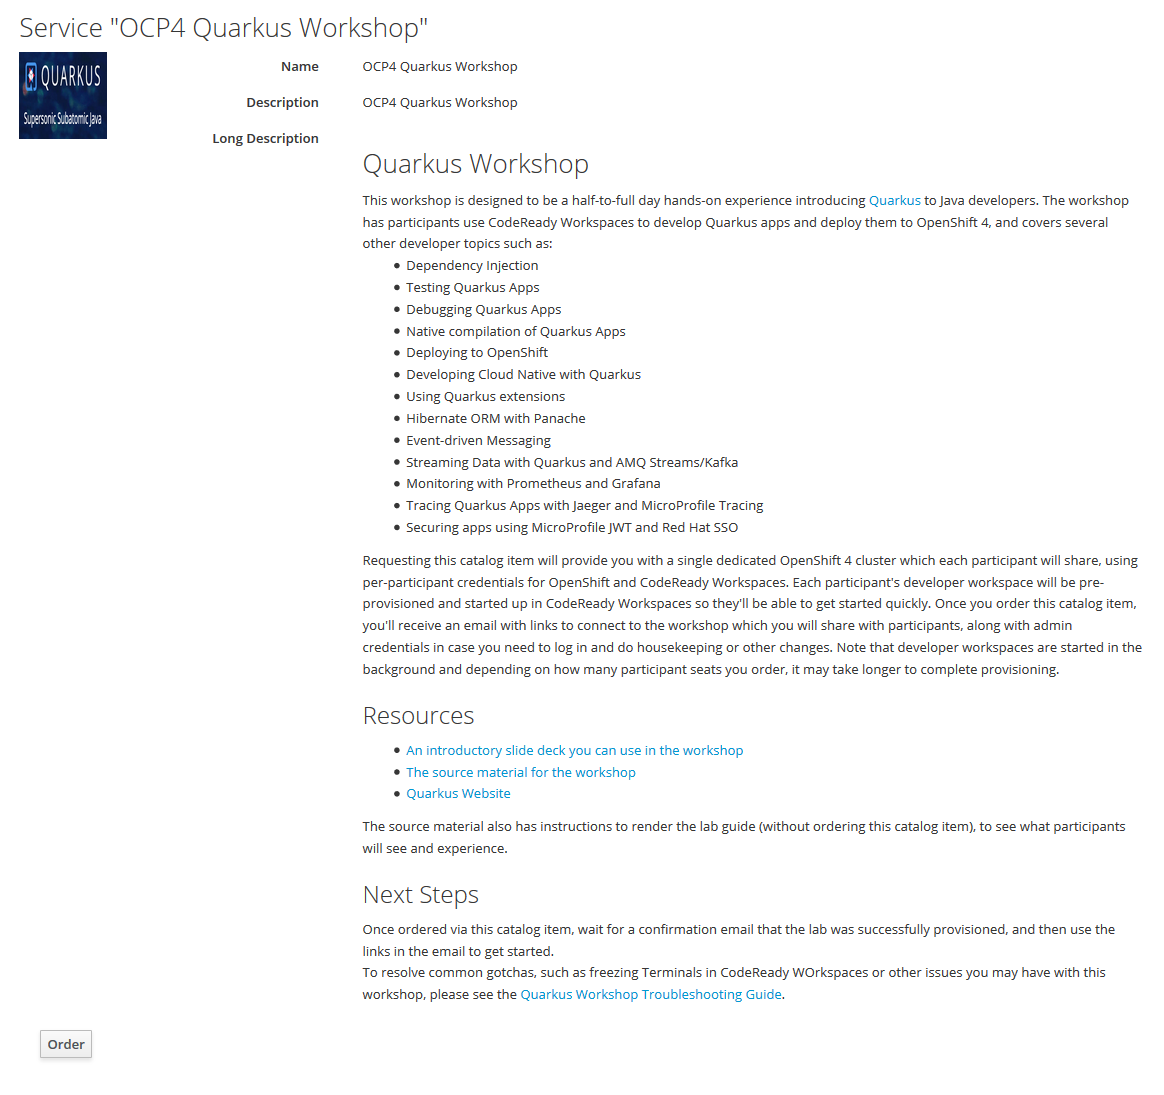 Service "OCP4 Quarkus Workshop"
QUARKUS
Supersonic Subatomic Java
Name
OCP4 Quarkus Workshop
Description
OCP4 Quarkus Workshop
Long Description
Quarkus Workshop
This workshop is designed to be a half-to-full day hands-on experience introducing Quarkus to Java developers. The workshop
has participants use CodeReady Workspaces to develop Quarkus apps and deploy them to OpenShift 4, and covers several
other developer topics such as:
• Dependency Injection
• Testing Quarkus Apps
• Debugging Quarkus Apps
• Native compilation of Quarkus Apps
• Deploying to OpenShift
• Developing Cloud Native with Quarkus
• Using Quarkus extensions
• Hibernate ORM with Panache
• Event-driven Messaging
• Streaming Data with Quarkus and AMQ Streams/Kafka
• Monitoring with Prometheus and Grafana
• Tracing Quarkus Apps with Jaeger and MicroProfile Tracing
• Securing apps using MicroProfile JWT and Red Hat SSO
Requesting this catalog item will provide you with a single dedicated OpenShift 4 cluster which each participant will share, using
per-participant credentials for OpenShift and CodeReady Workspaces. Each participant's developer workspace will be pre-
provisioned and started up in CodeReady Workspaces so they'll be able to get started quickly. Once you order this catalog item,
you'll receive an email with links to connect to the workshop which you will share with participants, along with admin
credentials in case you need to log in and do housekeeping or other changes. Note that developer workspaces are started in the
background and depending on how many participant seats you order, it may take longer to complete provisioning.
Resources
• An introductory slide deck you can use in the workshop
• The source material for the workshop
• Quarkus Website
The source material also has instructions to render the lab guide (without ordering this catalog item), to see what participants
will see and experience.
Next Steps
Once ordered via this catalog item, wait for a confirmation email that the lab was successfully provisioned, and then use the
links in the email to get started.
To resolve common gotchas, such as freezing Terminals in CodeReady WOrkspaces or other issues you may have with this
workshop, please see the Quarkus Workshop Troubleshooting Guide.
Order